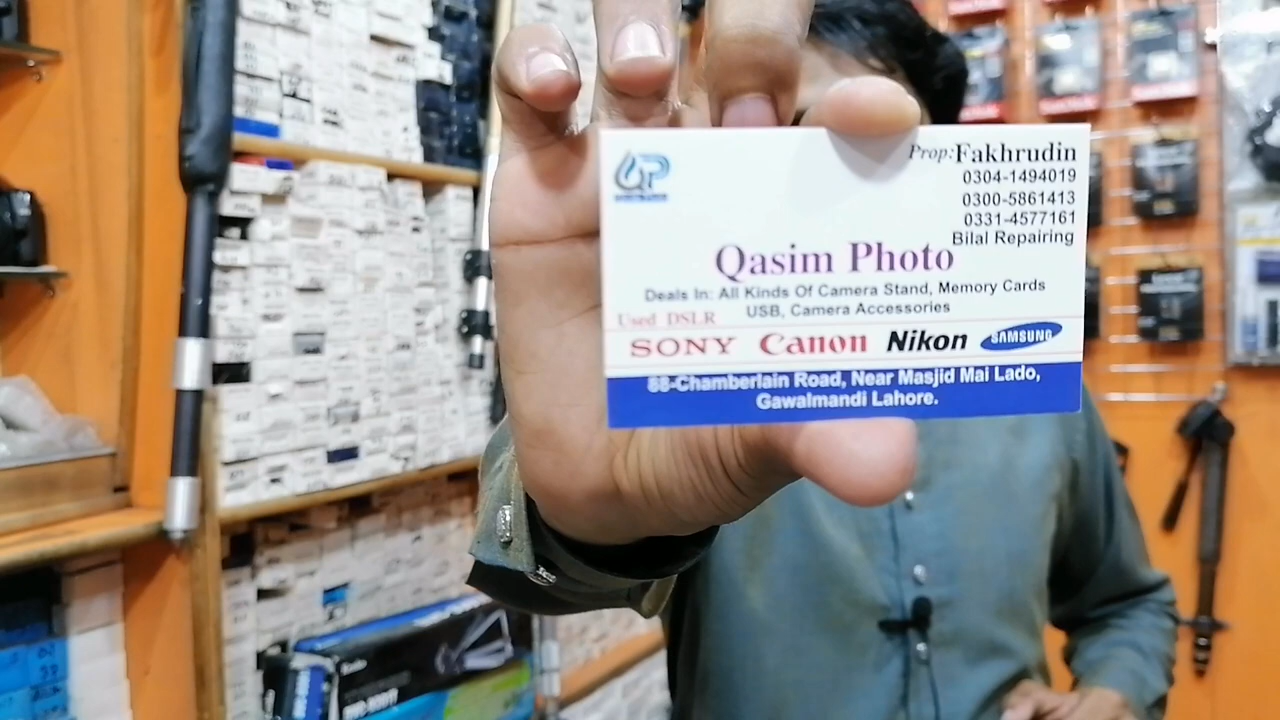 Prop:Fakhrudin
0304-1494019
0300-5861413
0331-4577161
Bilal Repairing
QP
Qasim Photo
Deals In: All Kinds Of Camera Stand, Memory Cards
USB, Camera Accessories
Used DSLR
SONY Canon Nikon SAMSUNG
88-Chamberlain Road, Near Masjid Mai Lado,
Gawalmandi Lahore.